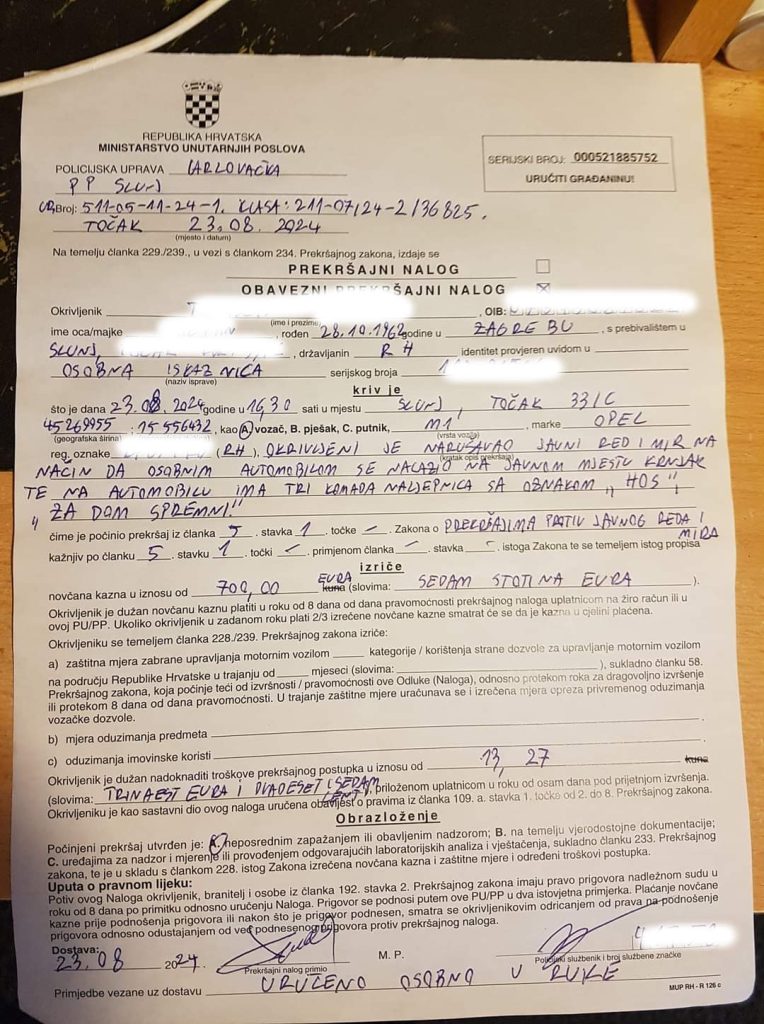 REPUBLIKA HRVATSKA
MINISTARSTVO UNUTARNJIH POSLOVA
POLICIJSKA UPRAVA KARLOVAČKA
PP SLUNJ
SERIJSKI BROJ: 000521885752
URUČITI GRAĐANINU!
URBroj: 511-05-11-24-1. KLASA: 211-07/24-2/36825.
TOČAK 23.08.2024
(mjesto i datum)
Na temelju članka 229./239., u vezi s člankom 234. Prekršajnog zakona, izdaje se
PREKRŠAJNI NALOG
OBAVEZNI PREKRŠAJNI NALOG
Okrivljenik , OIB:
(ime i prezime)
ime oca/majke , rođen 28.10.1962 godine u ZAGREBU , s prebivalištem u
SLUNJ, , državljanin RH identitet provjeren uvidom u
OSOBNA ISKAZNICA serijskog broja
(naziv isprave)
kriv je
što je dana 23.08.2024 godine u 16,30 sati u mjestu SLUNJ, TOČAK 33/C
45269955 ; 15556432, kao A. vozač, B. pješak, C. putnik, M1 , marke OPEL
(geografska širina) (vrsta vozila)
reg. oznake (RH), OKRIVLJENI JE NARUŠAVAO JAVNI RED I MIR NA
(kratak opis prekršaja)
NAČIN DA OSOBNIM AUTOMOBILOM SE NALAZIO NA JAVNOM MJESTU KRNJAK
TE NA AUTOMOBILU IMA TRI KOMADA NALJEPNICA SA OZNAKOM „HOS"
„ZA DOM SPREMNI"
čime je počinio prekršaj iz članka 5. stavka 1. točke – Zakona o PREKRŠAJIMA PROTIV JAVNOG REDA I MIRA
kažnjiv po članku 5. stavku 1. točki – primjenom članka – stavka – istoga Zakona te se temeljem istog propisa
izriče
novčana kazna u iznosu od 700,00 EURA kuna (slovima: SEDAM STOTINA EURA ).
Okrivljenik je dužan novčanu kaznu platiti u roku od 8 dana od dana pravomoćnosti prekršajnog naloga uplatnicom na žiro račun ili u
ovoj PU/PP. Ukoliko okrivljenik u zadanom roku plati 2/3 izrečene novčane kazne smatrat će se da je kazna u cjelini plaćena.
Okrivljeniku se temeljem članka 228./239. Prekršajnog zakona izriče:
a) zaštitna mjera zabrane upravljanja motornim vozilom kategorije / korištenja strane dozvole za upravljanje motornim vozilom
na području Republike Hrvatske u trajanju od mjeseci (slovima: ), sukladno članku 58.
Prekršajnog zakona, koja počinje teći od izvršnosti / pravomoćnosti ove Odluke (Naloga), odnosno protekom roka za dragovoljno izvršenje
ili protekom 8 dana od dana pravomoćnosti. U trajanje zaštitne mjere uračunava se i izrečena mjera opreza privremenog oduzimanja
vozačke dozvole.
b) mjera oduzimanja predmeta
c) oduzimanja imovinske koristi
Okrivljenik je dužan nadoknaditi troškove prekršajnog postupka u iznosu od 13,27 kuna
(slovima: TRINAEST EURA I DVADESET I SEDAM CENT.), priloženom uplatnicom u roku od osam dana pod prijetnjom izvršenja.
Okrivljeniku je kao sastavni dio ovog naloga uručena obavijest o pravima iz članka 109. a. stavka 1. točke od 2. do 8. Prekršajnog zakona.
Obrazloženje
Počinjeni prekršaj utvrđen je: A. neposrednim zapažanjem ili obavljenim nadzorom; B. na temelju vjerodostojne dokumentacije;
C. uređajima za nadzor i mjerenje ili provođenjem odgovarajućih laboratorijskih analiza i vještačenja, sukladno članku 233. Prekršajnog
zakona, te je u skladu s člankom 228. istog Zakona izrečena novčana kazna i zaštitne mjere i određeni troškovi postupka.
Uputa o pravnom lijeku:
Potiv ovog Naloga okrivljenik, branitelj i osobe iz članka 192. stavka 2. Prekršajnog zakona imaju pravo prigovora nadležnom sudu u
roku od 8 dana po primitku odnosno uručenju Naloga. Prigovor se podnosi putem ove PU/PP u dva istovjetna primjerka. Plaćanje novčane
kazne prije podnošenja prigovora ili nakon što je prigovor podnesen, smatra se okrivljenikovim odricanjem od prava na podnošenje
prigovora odnosno odustajanjem od već podnesenog prigovora protiv prekršajnog naloga.
Dostava:
23.08 2024.
Prekršajni nalog primio
M. P.
Policijski službenik i broj službene značke
Primjedbe vezane uz dostavu URUČENO OSOBNO U RUKE
MUP RH - R 126 c